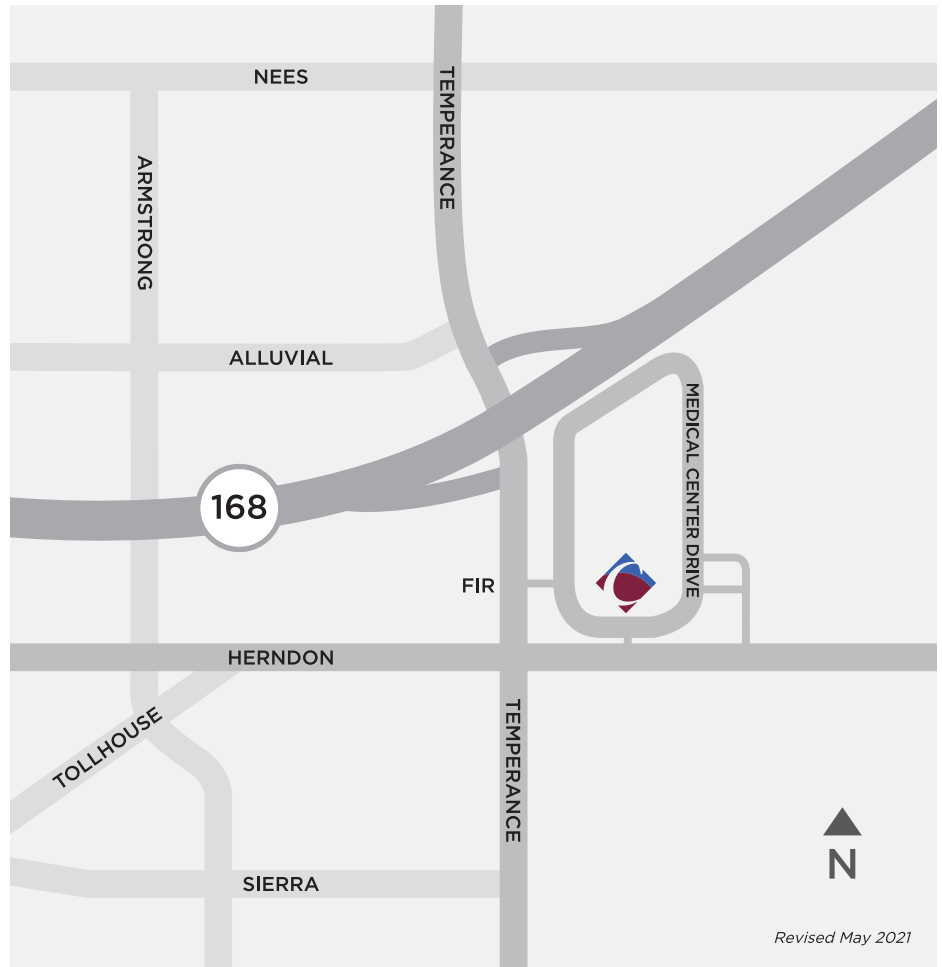 NEES
TEMPERANCE
ARMSTRONG
ALLUVIAL
MEDICAL CENTER DRIVE
168
FIR
HERNDON
TOLLHOUSE
TEMPERANCE
SIERRA
N
Revised May 2021